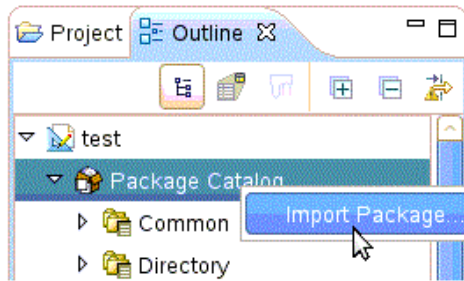 Project Outline
test
Package Catalog
Import Package...
Common
Directory